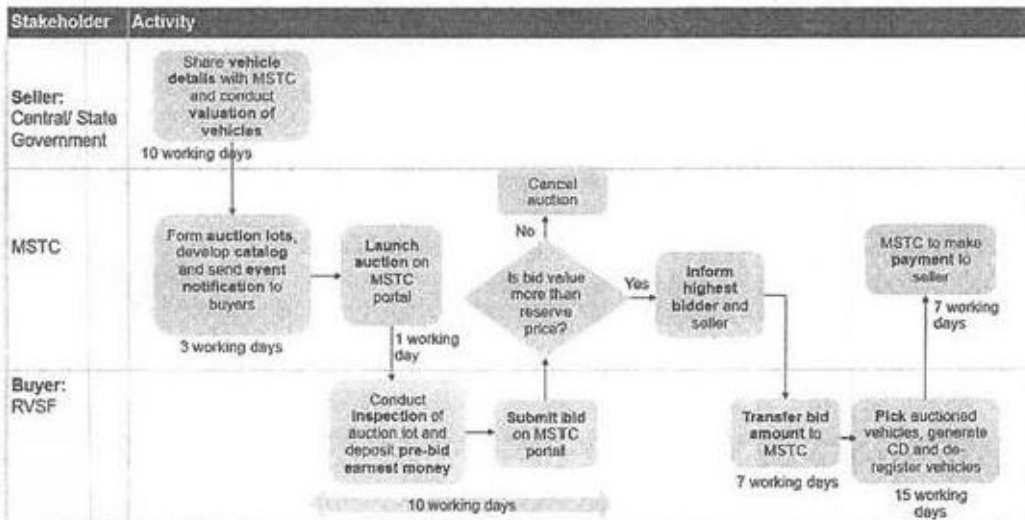 Stakeholder
Activity
Seller:
Central/ State
Government
Share vehicle
details with MSTC
and conduct
valuation of
vehicles
10 working days
MSTC
Form auction lots,
develop catalog
and send event
notification to
buyers
3 working days
Launch
auction on
MSTC
portal
1 working
day
Cancel
auction
No
Is bid value
more than
reserve
price?
Yes
Inform
highest
bidder and
seller
MSTC to make
payment to
seller
7 working
days
Buyer:
RVSF
Conduct
inspection of
auction lot and
deposit pre-bid
earnest money
Submit bid
on MSTC
portal
10 working days
Transfer bid
amount to
MSTC
7 working days
Pick auctioned
vehicles, generate
CD and de-
register vehicles
15 working
days